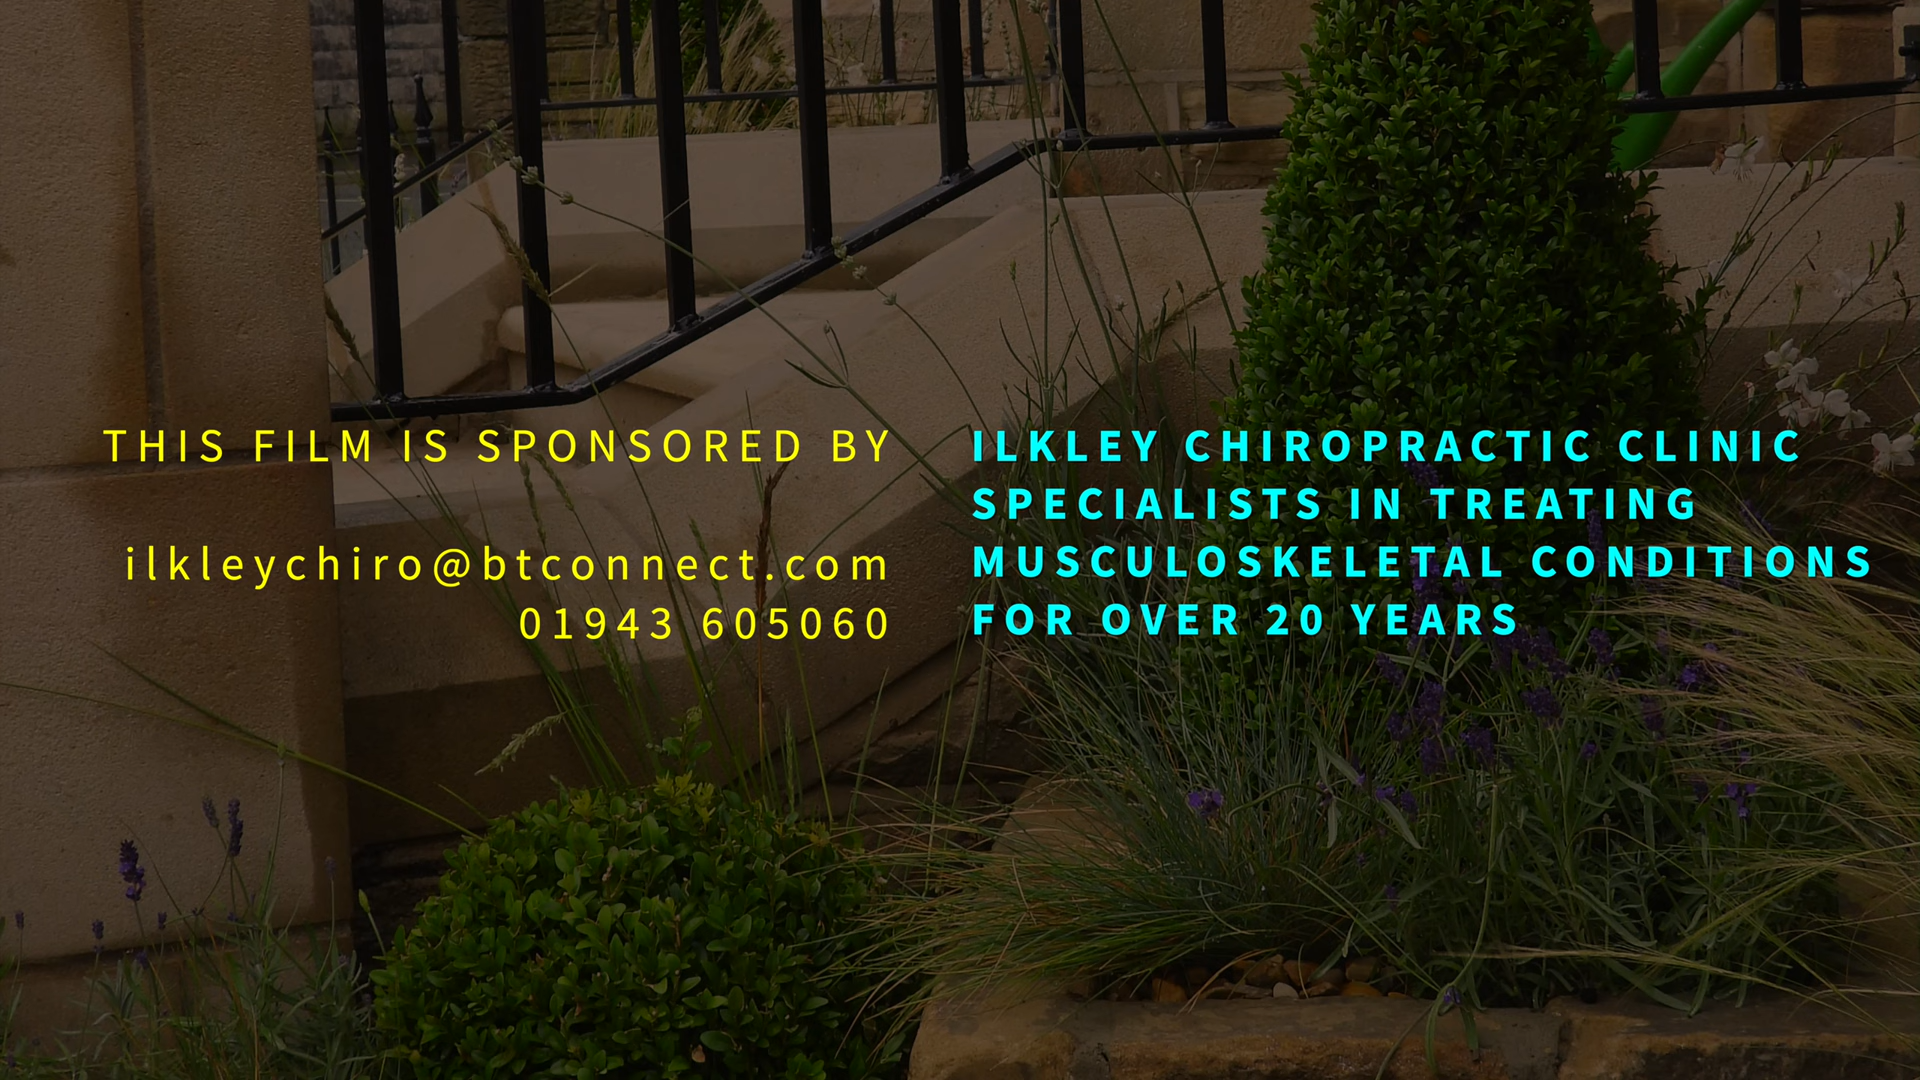 THIS FILM IS SPONSORED BY
ilkleychiro@btconnect.com
01943 605060
ILKLEY CHIROPRACTIC CLINIC
SPECIALISTS IN TREATING
MUSCULOSKELETAL CONDITIONS
FOR OVER 20 YEARS